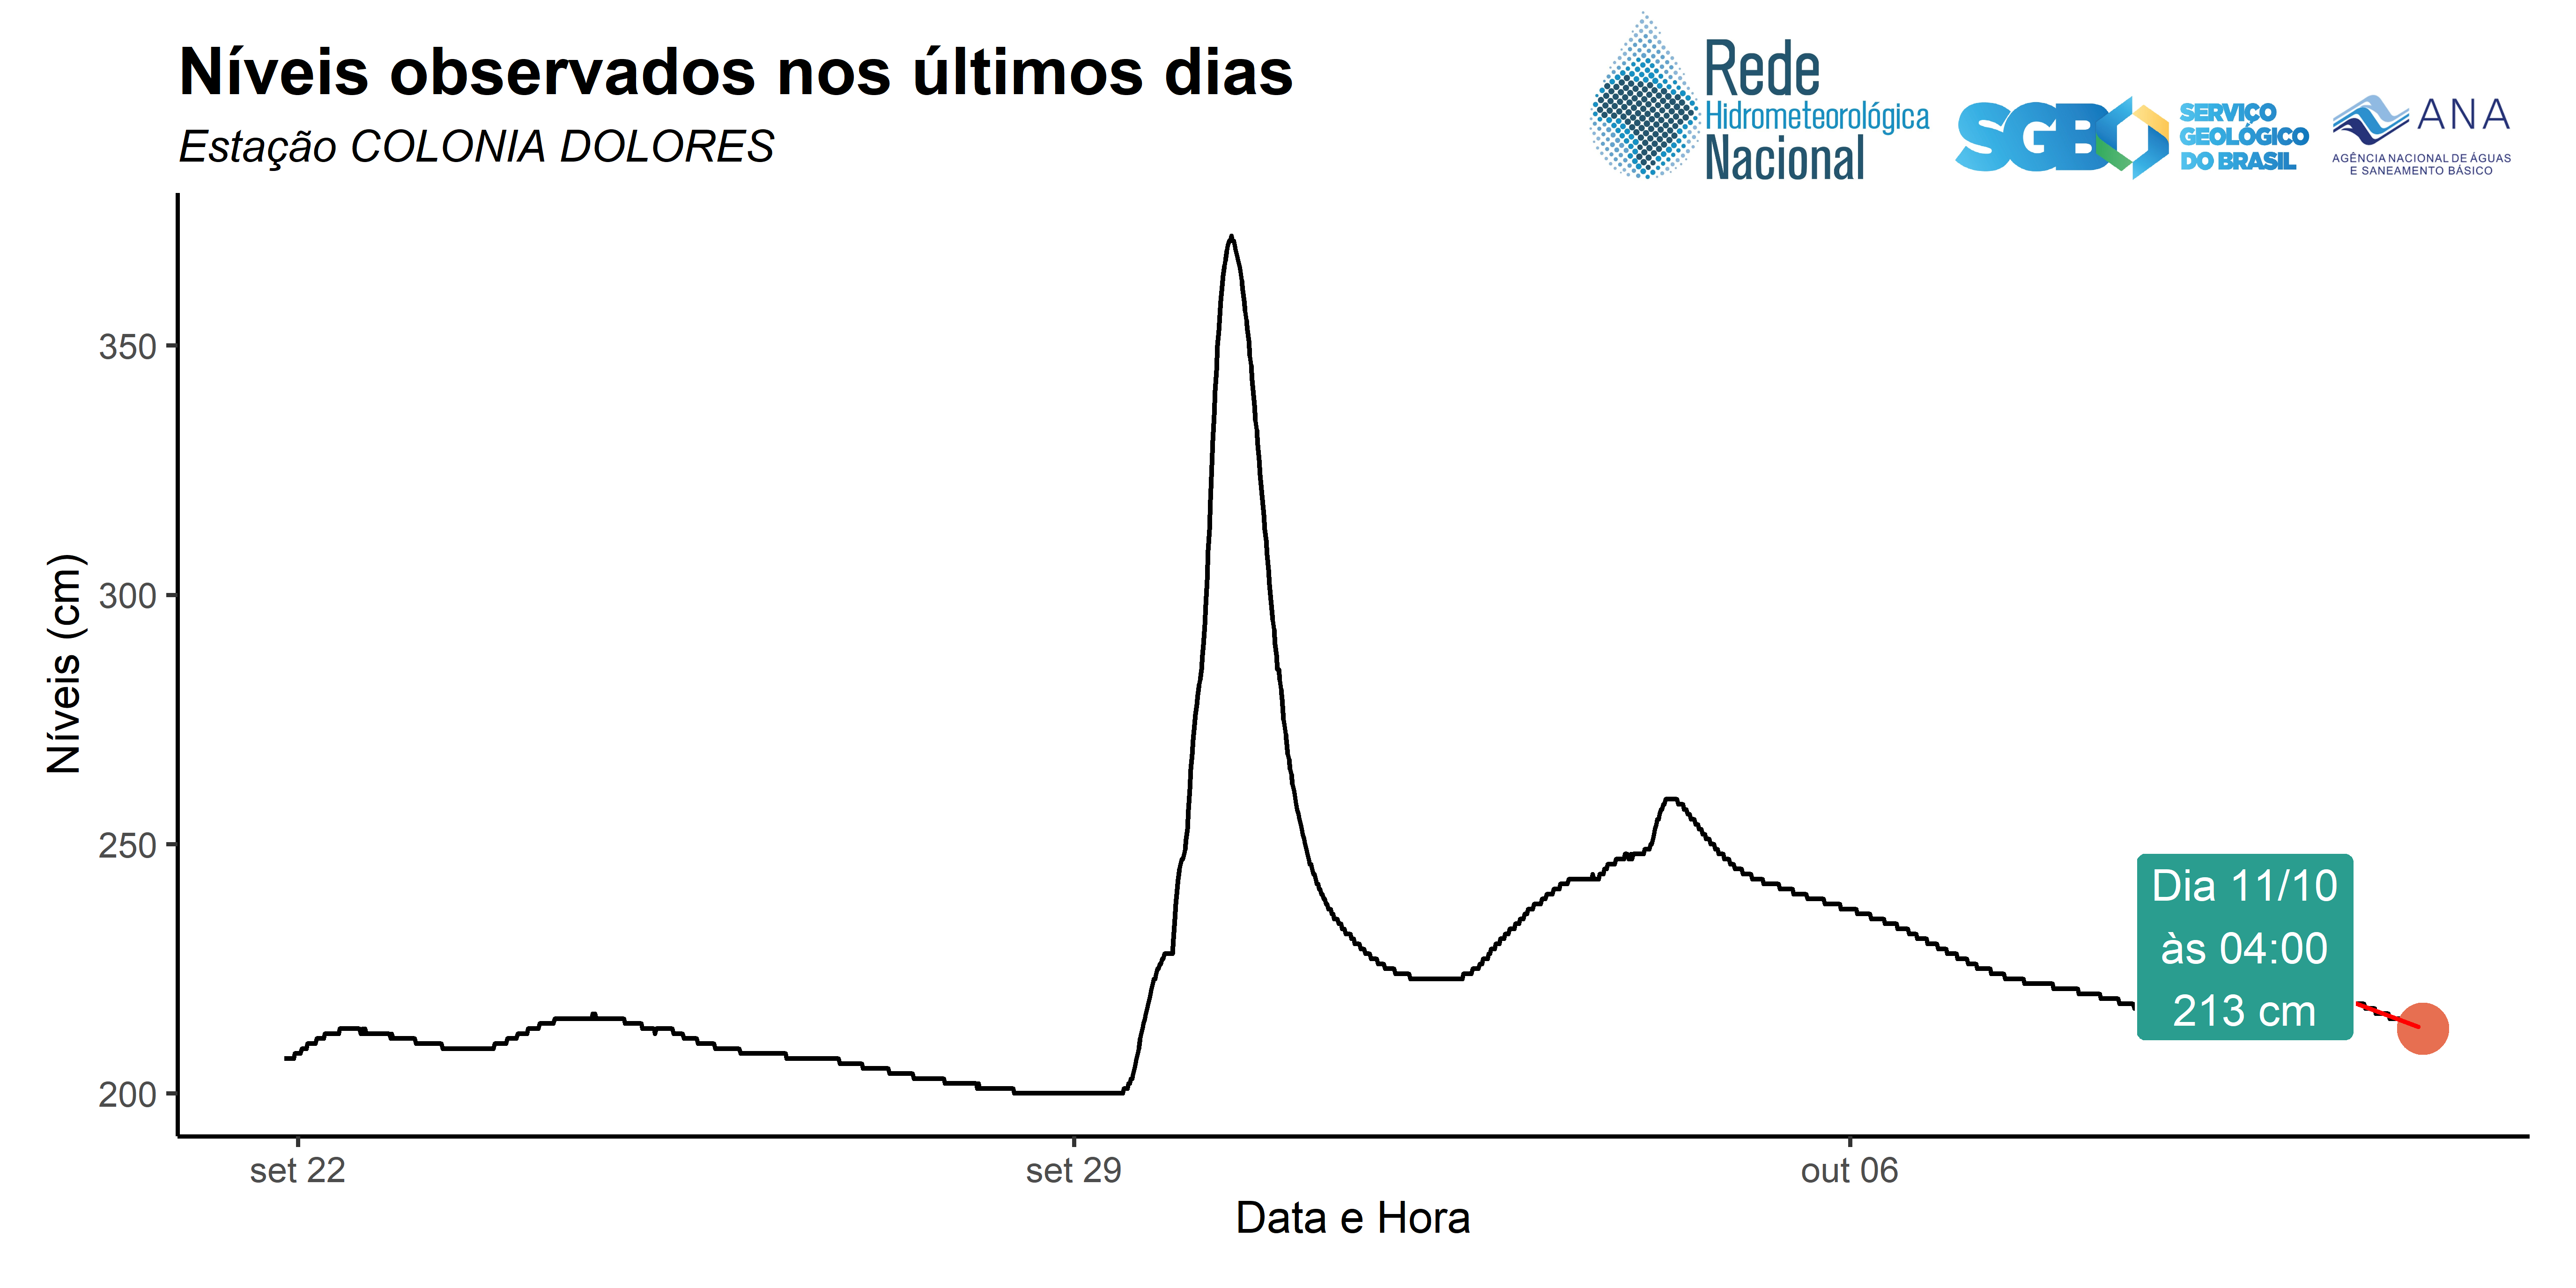 Níveis observados nos últimos dias
Estação COLONIA DOLORES
Rede
Hidrometeorológica
Nacional
SGB
SERVIÇO
GEOLÓGICO
DO BRASIL
ANA
AGÊNCIA NACIONAL DE ÁGUAS
E SANEAMENTO BÁSICO
Níveis (cm)
350
300
250
200
Dia 11/10
às 04:00
213 cm
set 22
set 29
out 06
Data e Hora